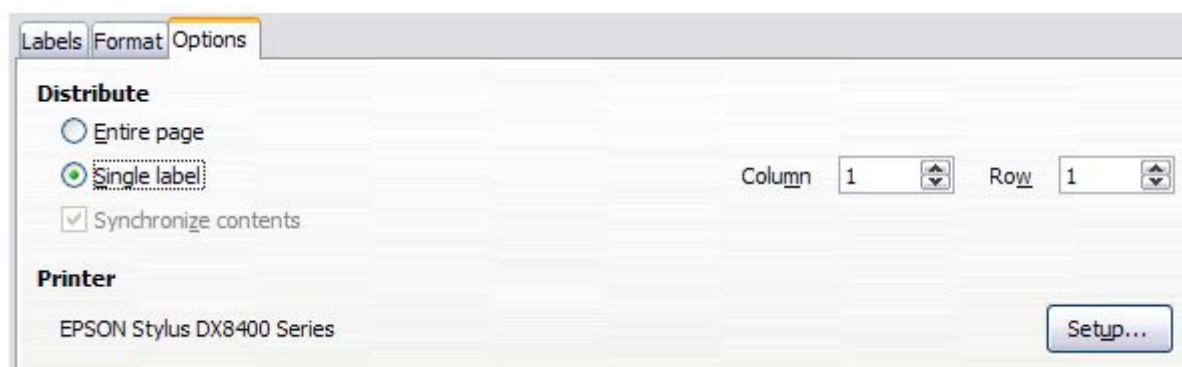 Labels Format Options
Distribute
Entire page
Single label Column 1 Row 1
Synchronize contents
Printer
EPSON Stylus DX8400 Series Setup...